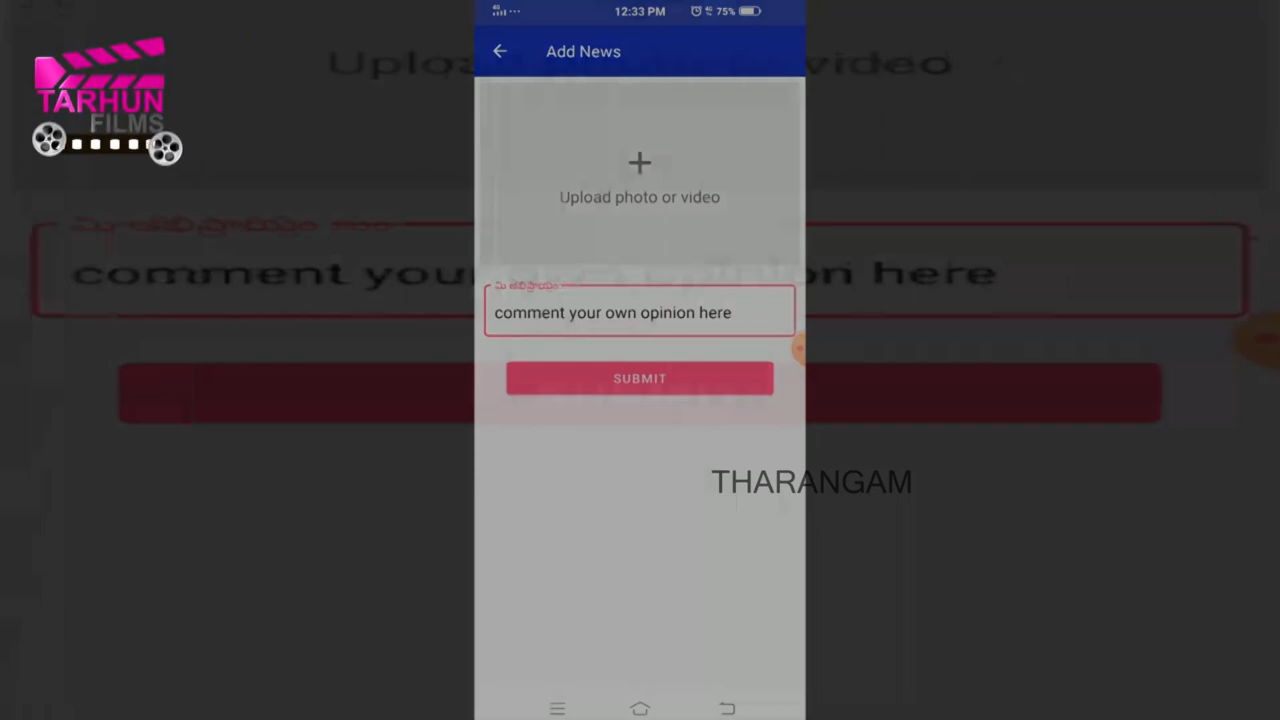 12:33 PM
75%
Add News
TARHUN
FILMS
Upload photo or video
మీ అభిప్రాయం
comment your own opinion here
SUBMIT
THARANGAM